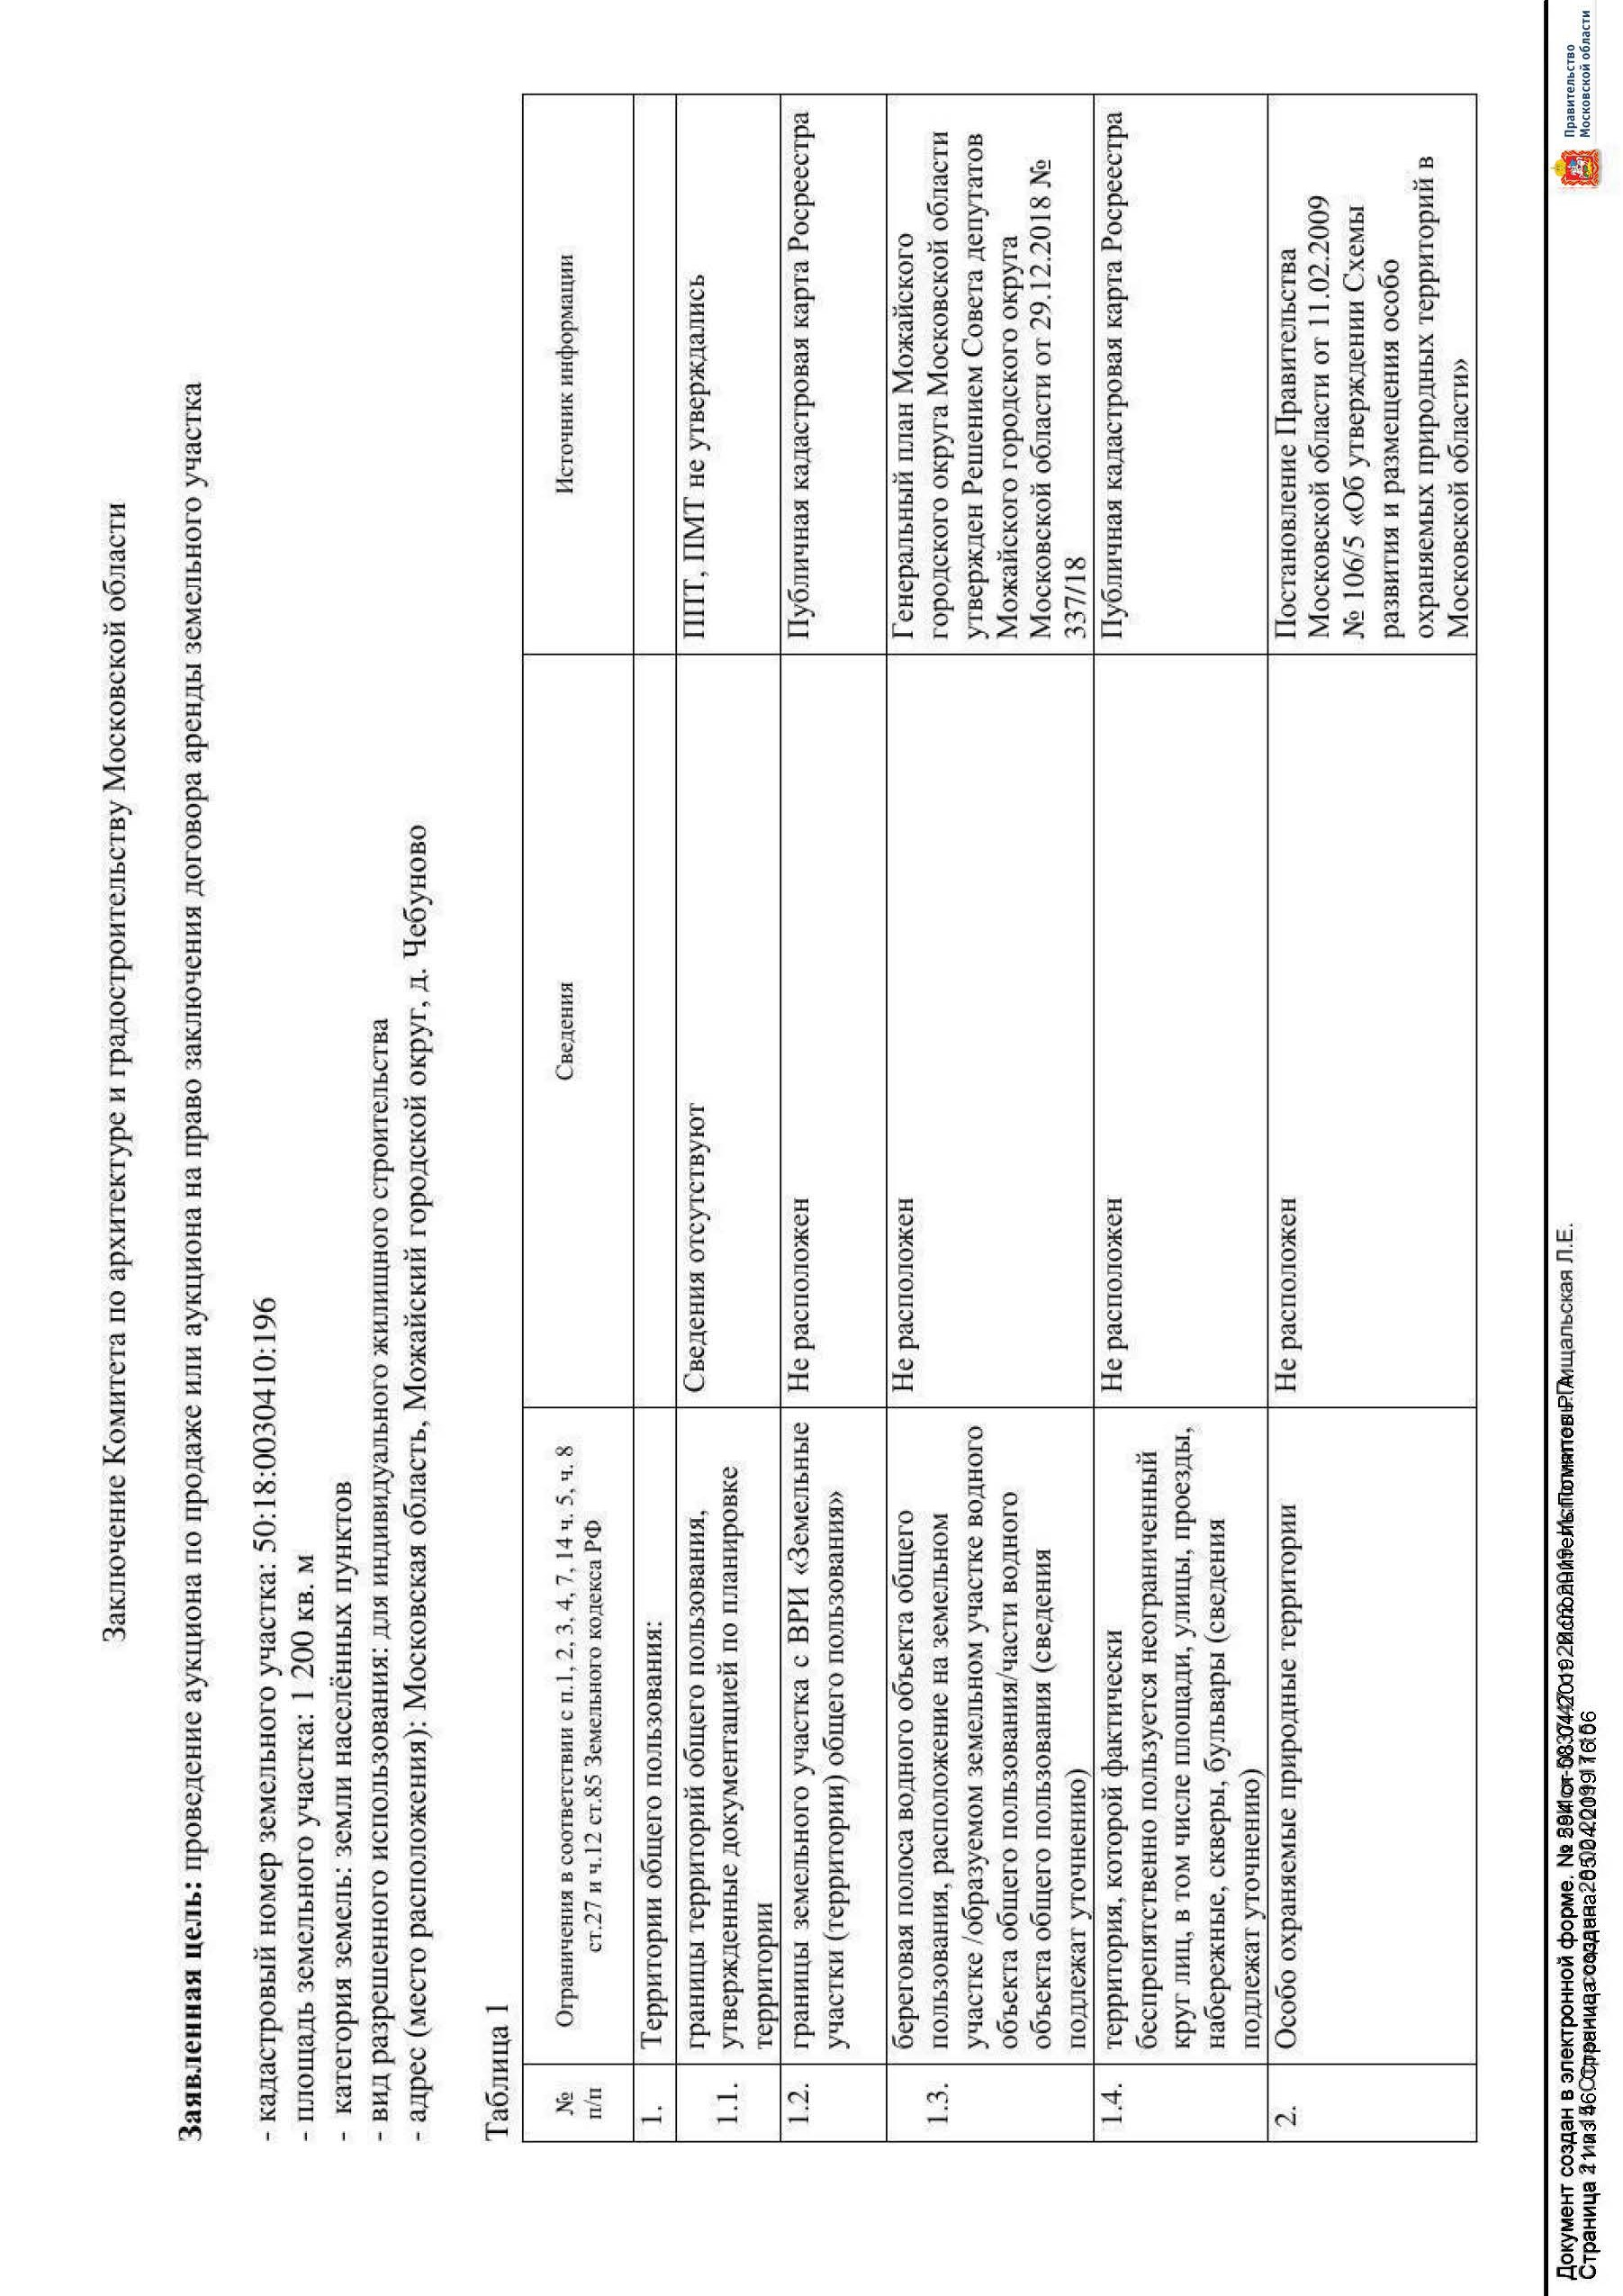 Заключение Комитета по архитектуре и градостроительству Московской области
Заявленная цель: проведение аукциона по продаже или аукциона на право заключения договора аренды земельного участка
- кадастровый номер земельного участка: 50:18:0030410:196
- площадь земельного участка: 1 200 кв. м
- категория земель: земли населённых пунктов
- вид разрешенного использования: для индивидуального жилищного строительства
- адрес (место расположения): Московская область, Можайский городской округ, д. Чебуново
Таблица 1
№
п/п
Ограничения в соответствии с п.1, 2, 3, 4, 7, 14 ч. 5, ч. 8
ст.27 и ч.12 ст.85 Земельного кодекса РФ
Сведения
Источник информации
1.
Территории общего пользования:
1.1.
границы территорий общего пользования,
утвержденные документацией по планировке
территории
Сведения отсутствуют
ППТ, ПМТ не утверждались
1.2.
границы земельного участка с ВРИ «Земельные
участки (территории) общего пользования»
Не расположен
Публичная кадастровая карта Росреестра
1.3.
береговая полоса водного объекта общего
пользования, расположение на земельном
участке /образуемом земельном участке водного
объекта общего пользования/части водного
объекта общего пользования (сведения
подлежат уточнению)
Не расположен
Генеральный план Можайского
городского округа Московской области
утвержден Решением Совета депутатов
Можайского городского округа
Московской области от 29.12.2018 №
337/18
1.4.
территория, которой фактически
беспрепятственно пользуется неограниченный
круг лиц, в том числе площади, улицы, проезды,
набережные, скверы, бульвары (сведения
подлежат уточнению)
Не расположен
Публичная кадастровая карта Росреестра
2.
Особо охраняемые природные территории
Не расположен
Постановление Правительства
Московской области от 11.02.2009
№ 106/5 «Об утверждении Схемы
развития и размещения особо
охраняемых природных территорий в
Московской области»
Документ создан в электронной форме. №
Страница
Правительство
Московской области